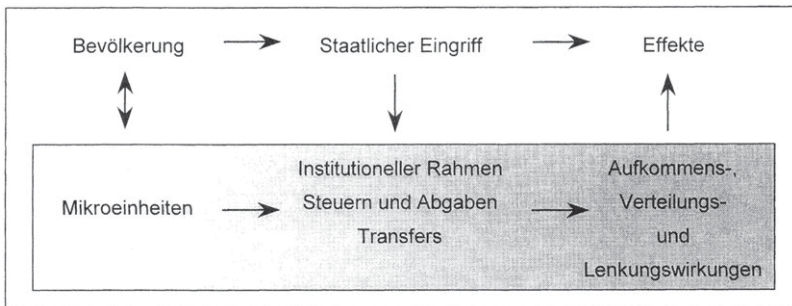 Bevölkerung
Staatlicher Eingriff
Effekte
Mikroeinheiten
Institutioneller Rahmen
Steuern und Abgaben
Transfers
Aufkommens-,
Verteilungs-
und
Lenkungswirkungen